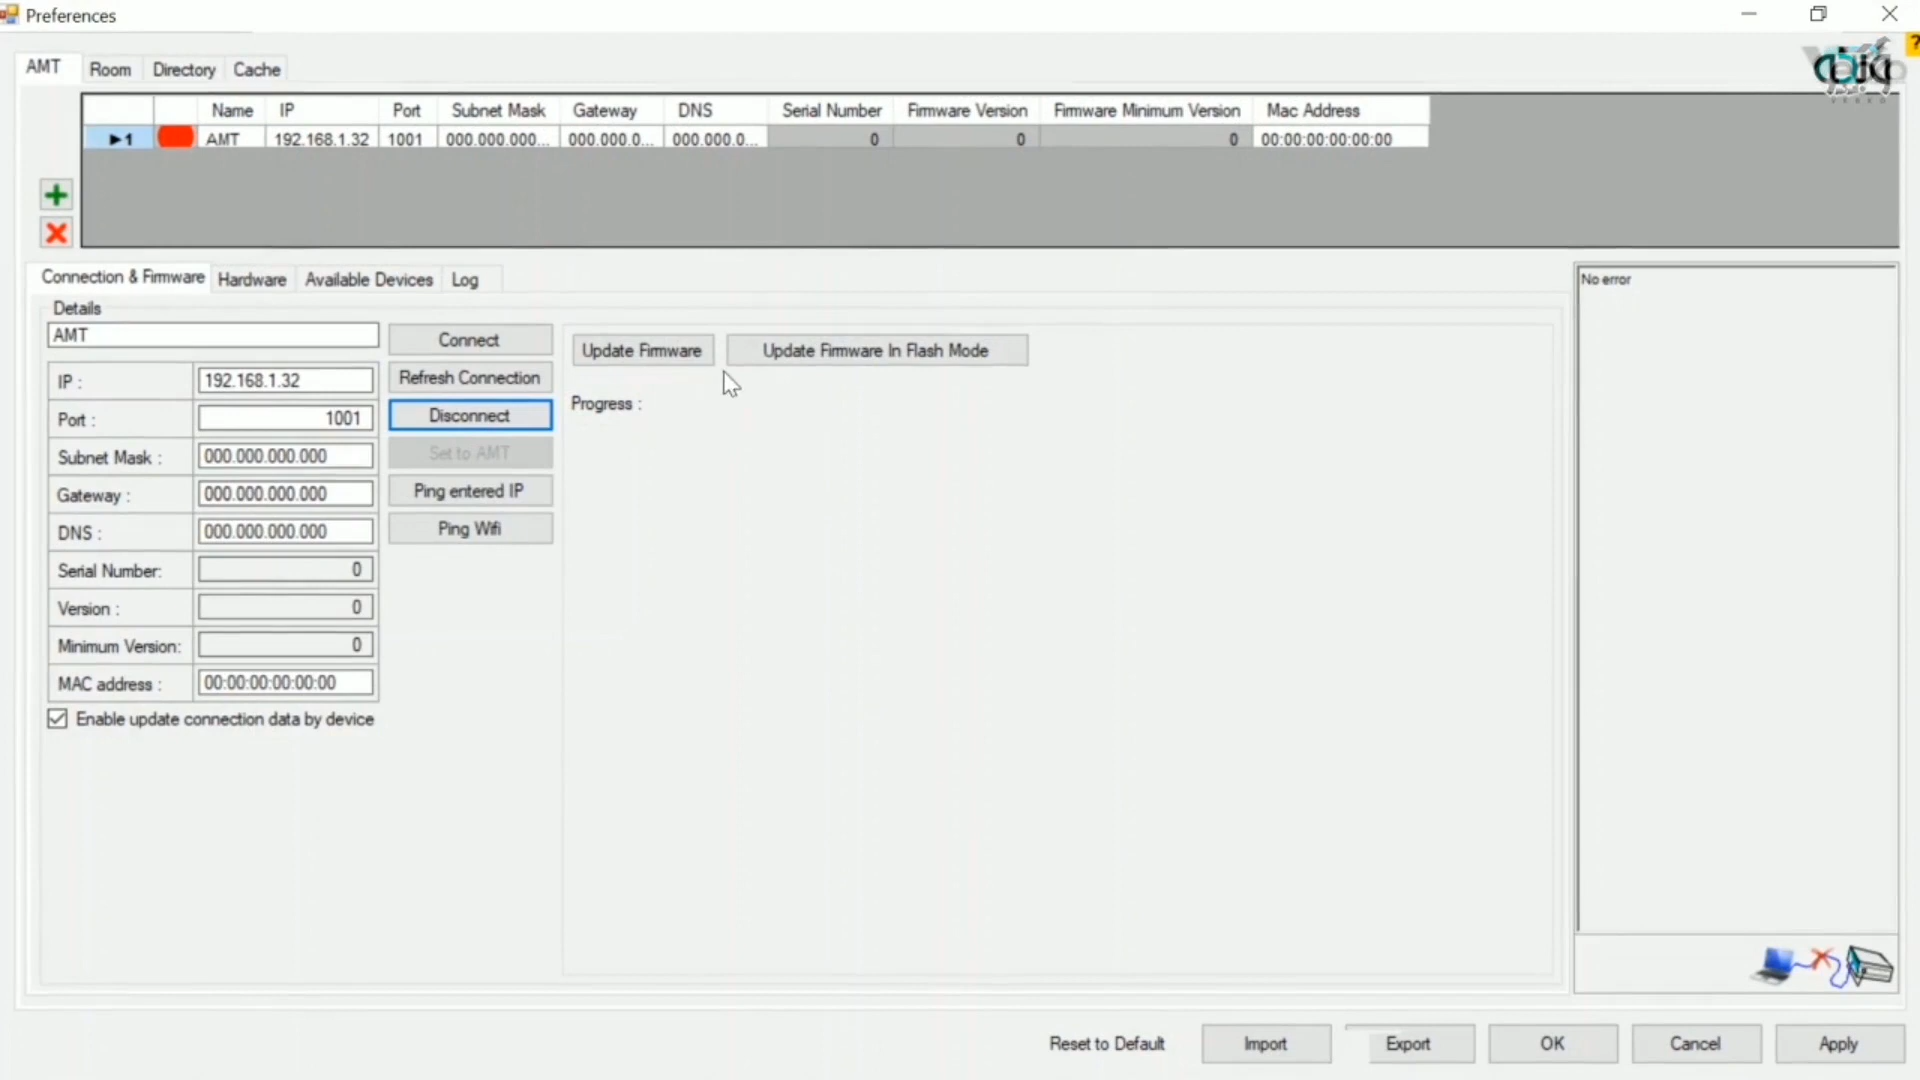 Preferences
AMT Room Directory Cache
Name IP Port Subnet Mask Gateway DNS Serial Number Firmware Version Firmware Minimum Version Mac Address
1 AMT 192.168.1.32 1001 000.000.000... 000.000.0... 000.000.0... 0 0 0 00:00:00:00:00:00
Connection & Firmware Hardware Available Devices Log
No error
Details
AMT
Connect
Update Firmware Update Firmware In Flash Mode
IP : 192.168.1.32
Refresh Connection
Progress :
Port : 1001
Disconnect
Subnet Mask : 000.000.000.000
Set to AMT
Gateway : 000.000.000.000
Ping entered IP
DNS : 000.000.000.000
Ping Wifi
Serial Number: 0
Version : 0
Minimum Version: 0
MAC address : 00:00:00:00:00:00
Enable update connection data by device
Reset to Default Import Export OK Cancel Apply